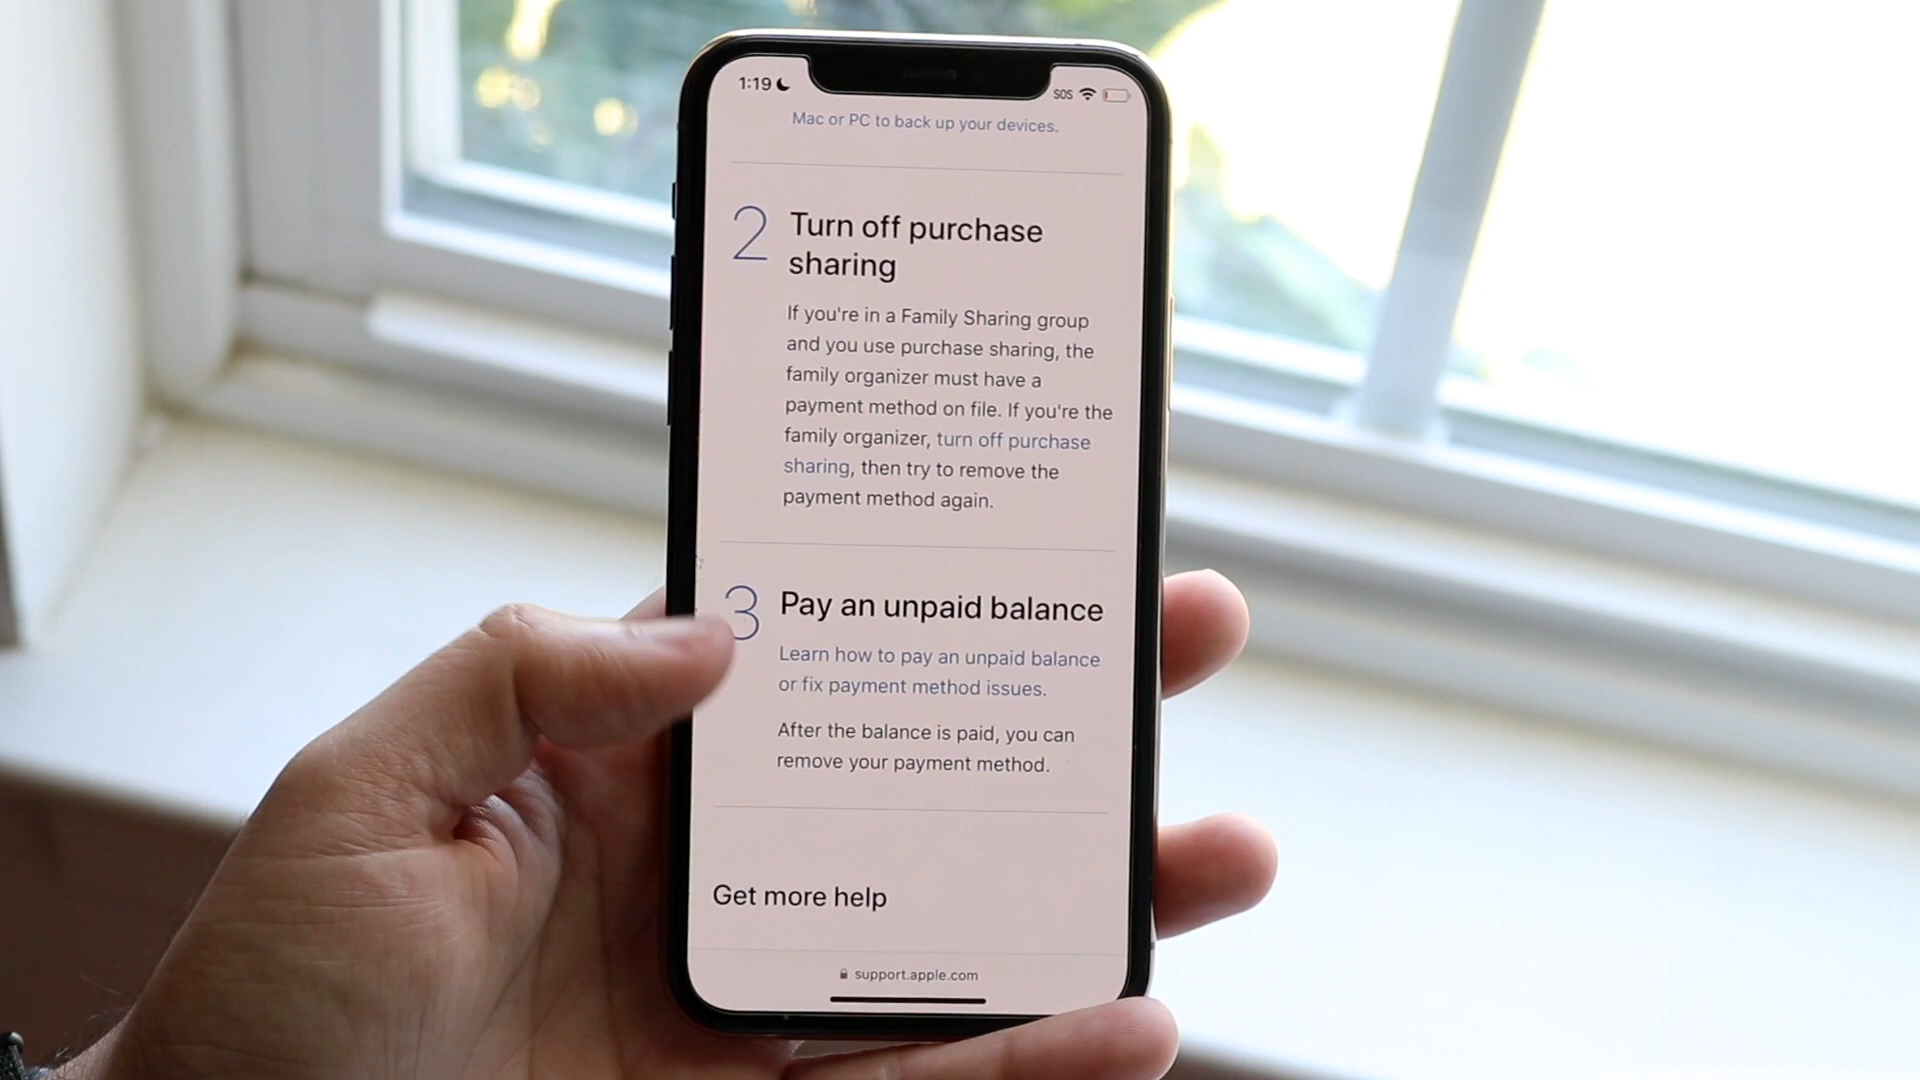 1:19
SOS
Mac or PC to back up your devices.
2
Turn off purchase
sharing
If you're in a Family Sharing group
and you use purchase sharing, the
family organizer must have a
payment method on file. If you're the
family organizer, turn off purchase
sharing, then try to remove the
payment method again.
3
Pay an unpaid balance
Learn how to pay an unpaid balance
or fix payment method issues.
After the balance is paid, you can
remove your payment method.
Get more help
support.apple.com